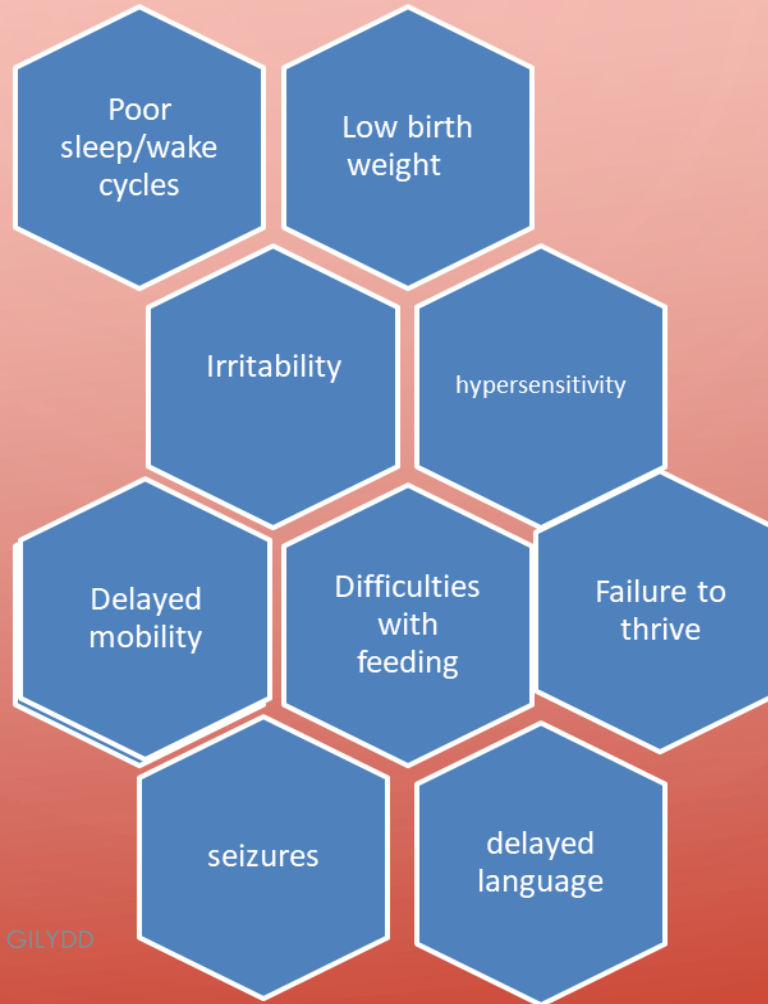 Poor
sleep/wake
cycles
Low birth
weight
Irritability
hypersensitivity
Delayed
mobility
Difficulties
with
feeding
Failure to
thrive
seizures
delayed
language
GILYDD